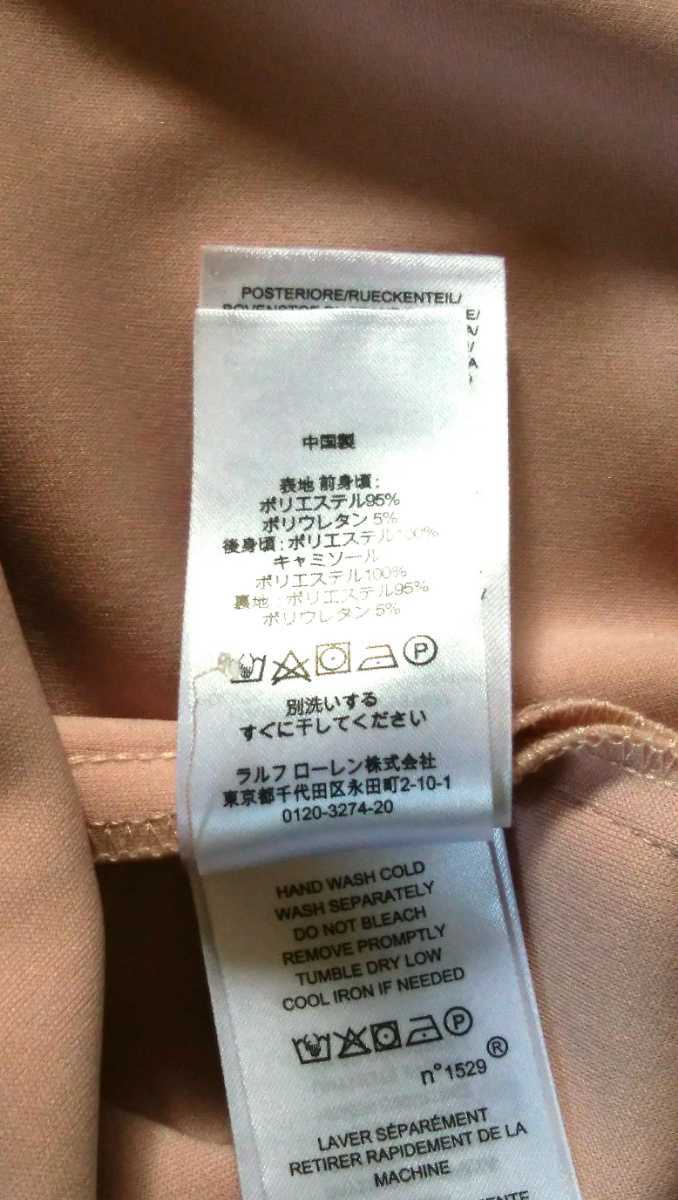 POSTERIORE/RUECKENTEIL/
中国製
表地 前身頃:
ポリエステル95%
ポリウレタン 5%
後身頃:ポリエステル100%
キャミソール
ポリエステル100%
裏地:ポリエステル95%
ポリウレタン 5%
P
別洗いする
すぐに干してください
ラルフ ローレン株式会社
東京都千代田区永田町2-10-1
0120-3274-20
HAND WASH COLD
WASH SEPARATELY
DO NOT BLEACH
REMOVE PROMPTLY
TUMBLE DRY LOW
COOL IRON IF NEEDED
P
n°1529®
LAVER SÉPARÉMENT
RETIRER RAPIDEMENT DE LA
MACHINE